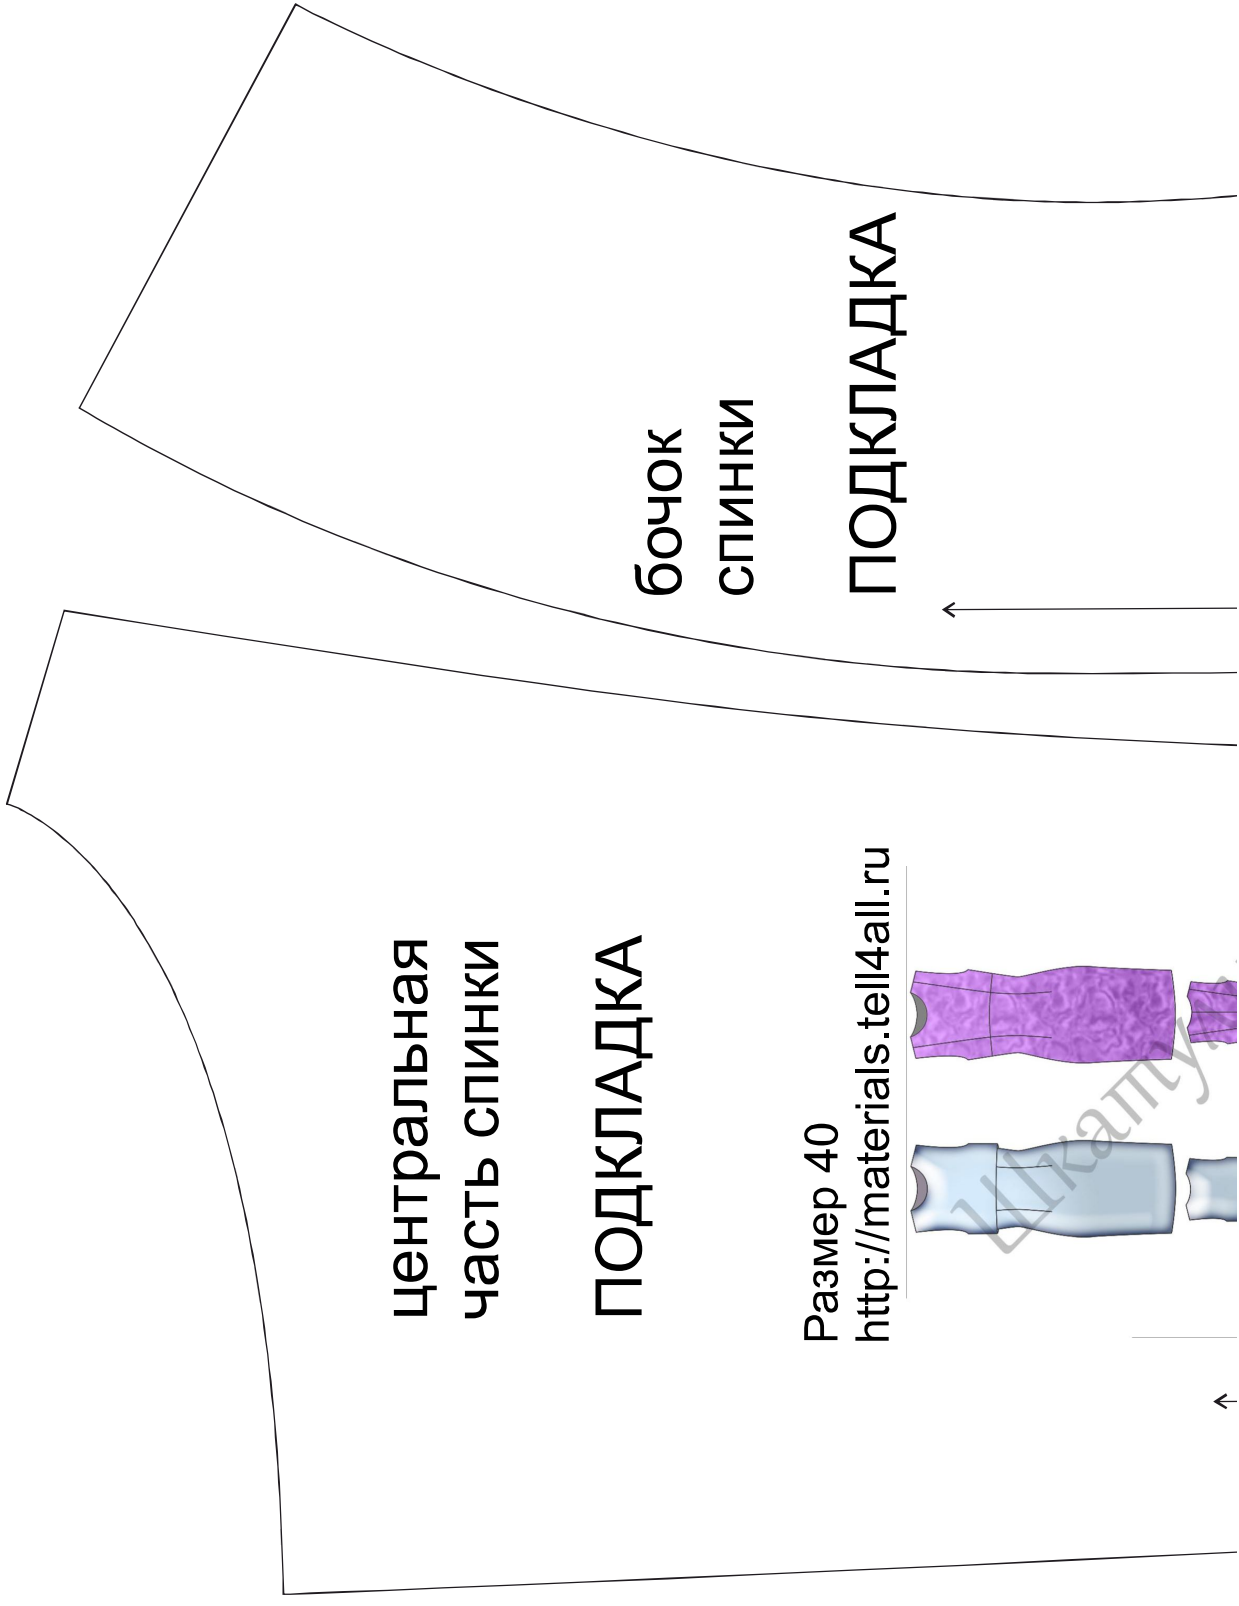 бочок
спинки
ПОДКЛАДКА
центральная
часть спинки
ПОДКЛАДКА
Размер 40
http://materials.tell4all.ru